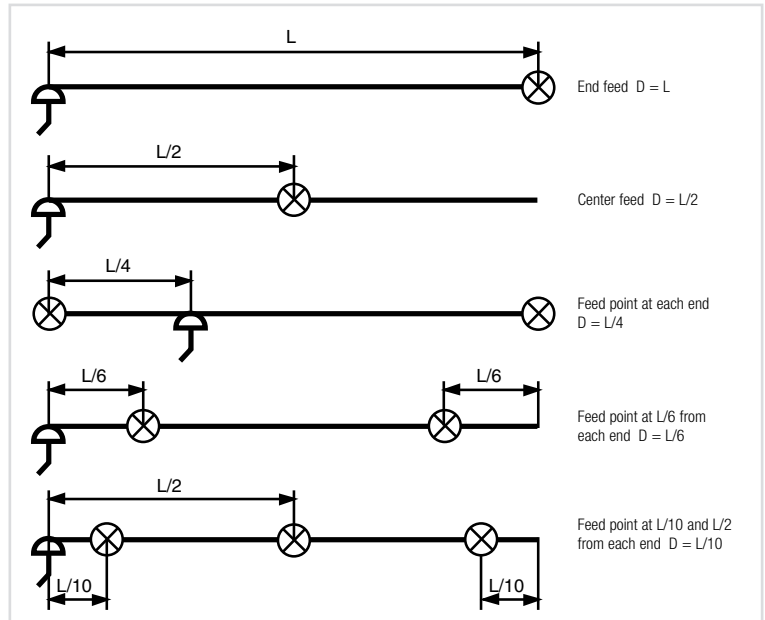 L
End feed D = L
L/2
Center feed D = L/2
L/4
Feed point at each end
D = L/4
L/6
L/6
Feed point at L/6 from
each end D = L/6
L/2
Feed point at L/10 and L/2
from each end D = L/10
L/10
L/10